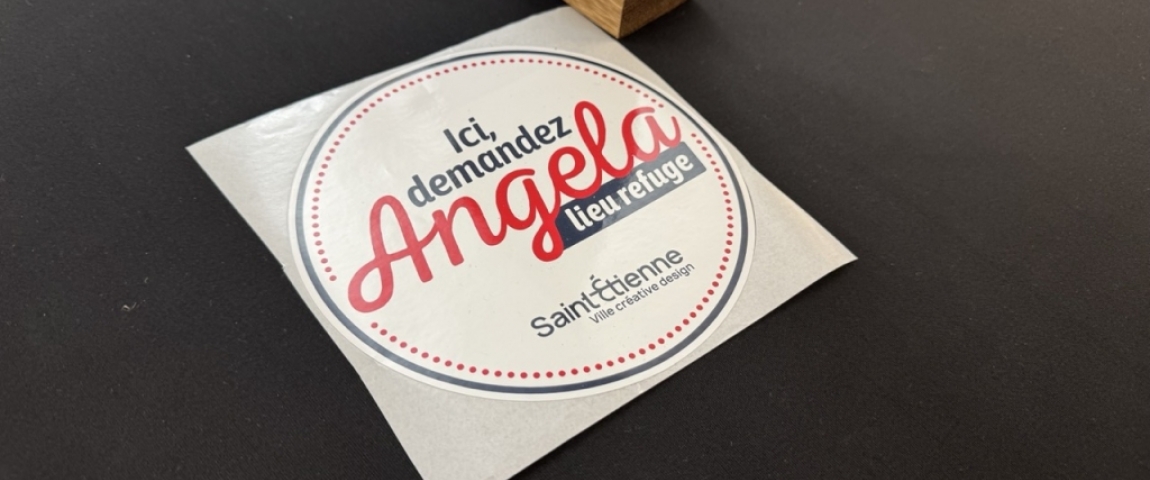 Ici,
demandez
Angela
lieu refuge
Saint-Étienne
Ville créative design